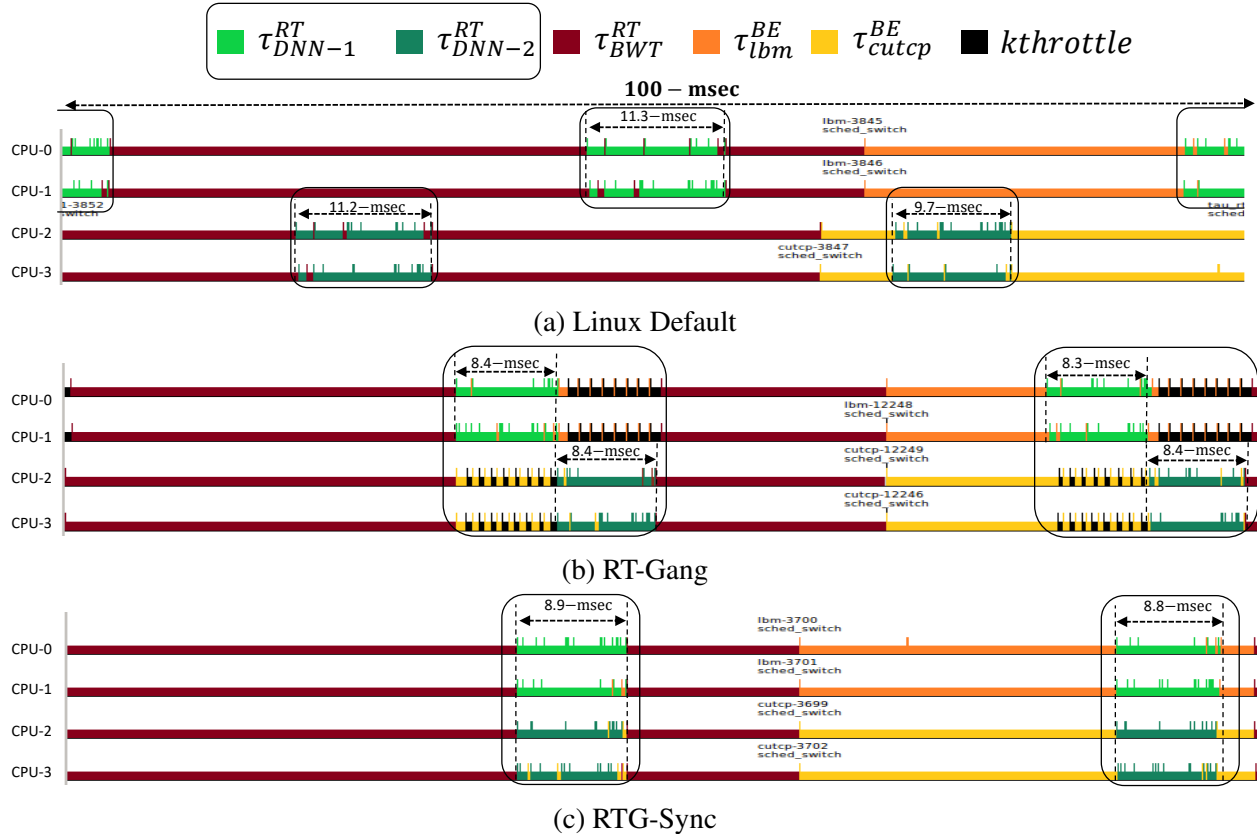 τ^RT_DNN−1 τ^RT_DNN−2 τ^RT_BWT τ^BE_lbm τ^BE_cutcp kthrottle
100 − msec
11.3−msec
lbm-3845
sched_switch
CPU-0
lbm-3846
sched_switch
CPU-1
1-3852
switch
tau_r
sched
11.2−msec
9.7−msec
CPU-2
cutcp-3847
sched_switch
CPU-3
(a) Linux Default
8.4−msec
8.3−msec
CPU-0
lbm-12248
sched_switch
CPU-1
8.4−msec
cutcp-12249
sched_switch
8.4−msec
CPU-2
cutcp-12246
sched_switch
CPU-3
(b) RT-Gang
8.9−msec
8.8−msec
lbm-3700
sched_switch
CPU-0
lbm-3701
sched_switch
CPU-1
cutcp-3699
sched_switch
CPU-2
cutcp-3702
sched_switch
CPU-3
(c) RTG-Sync